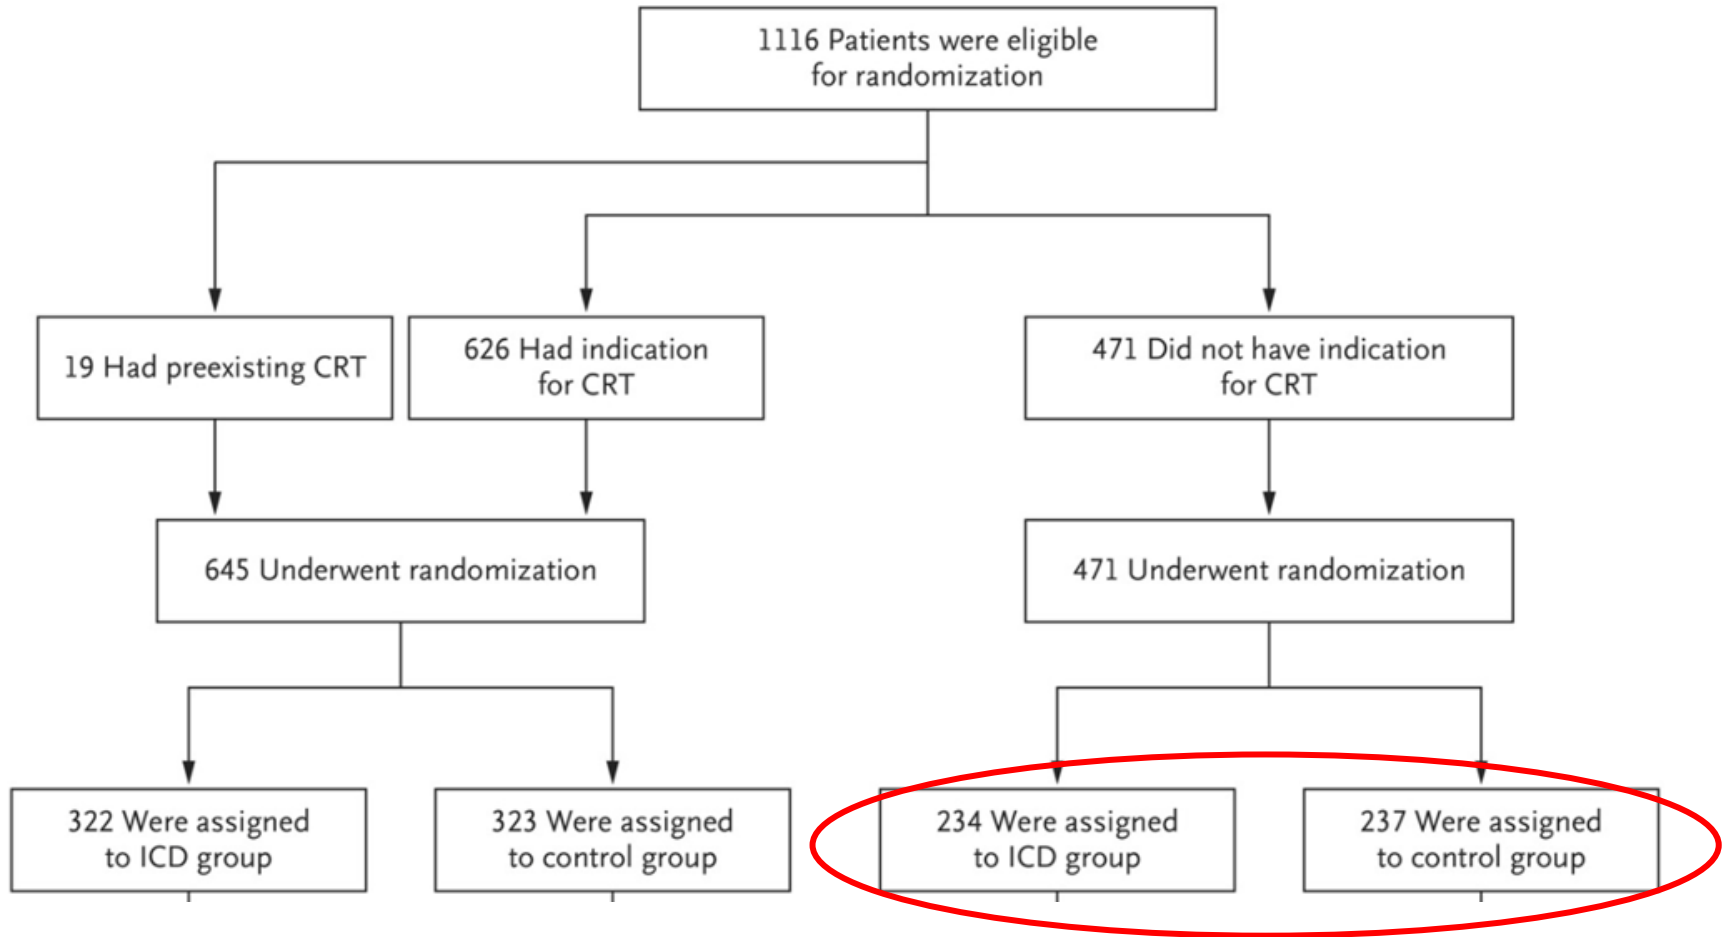 1116 Patients were eligible
for randomization
19 Had preexisting CRT
626 Had indication
for CRT
471 Did not have indication
for CRT
645 Underwent randomization
471 Underwent randomization
322 Were assigned
to ICD group
323 Were assigned
to control group
234 Were assigned
to ICD group
237 Were assigned
to control group